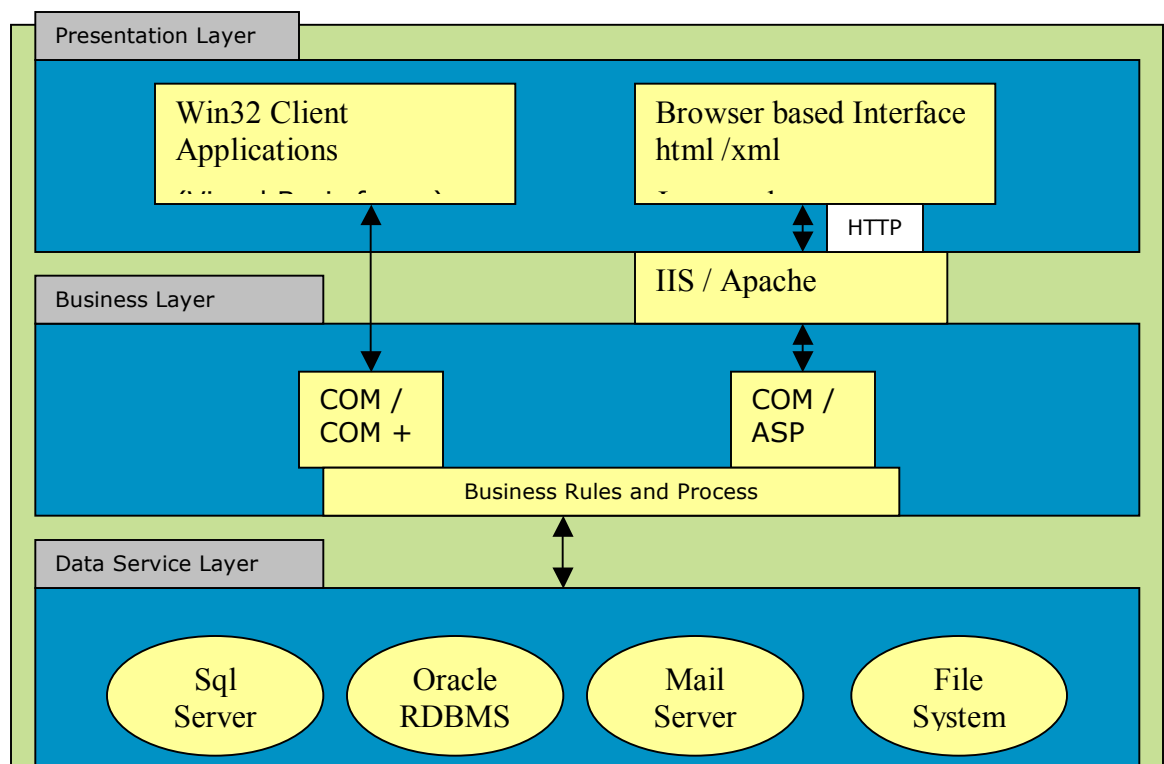 Presentation Layer
Win32 Client
Applications
Browser based Interface
html /xml
HTTP
IIS / Apache
Business Layer
COM /
COM +
COM /
ASP
Business Rules and Process
Data Service Layer
Sql
Server
Oracle
RDBMS
Mail
Server
File
System